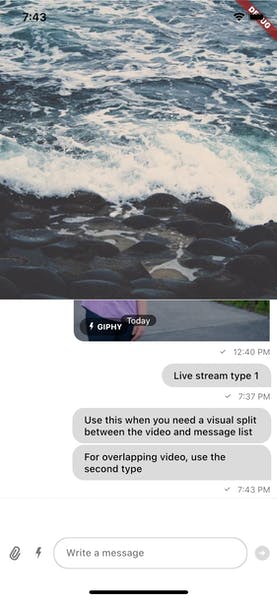 7:43
DEBUG
GIPHY
Today
12:40 PM
Live stream type 1
7:37 PM
Use this when you need a visual split
between the video and message list
For overlapping video, use the
second type
7:43 PM
Write a message